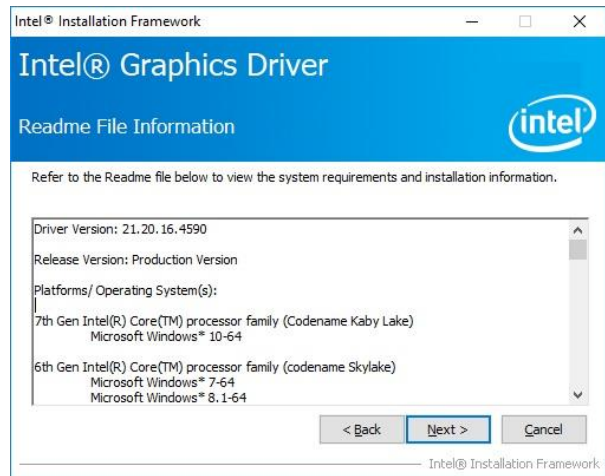 Intel® Installation Framework
Intel® Graphics Driver
Readme File Information
intel
Refer to the Readme file below to view the system requirements and installation information.
Driver Version: 21.20.16.4590
Release Version: Production Version
Platforms/ Operating System(s):
7th Gen Intel(R) Core(TM) processor family (Codename Kaby Lake)
Microsoft Windows* 10-64
6th Gen Intel(R) Core(TM) processor family (codename Skylake)
Microsoft Windows* 7-64
Microsoft Windows* 8.1-64
< Back Next > Cancel
Intel® Installation Framework